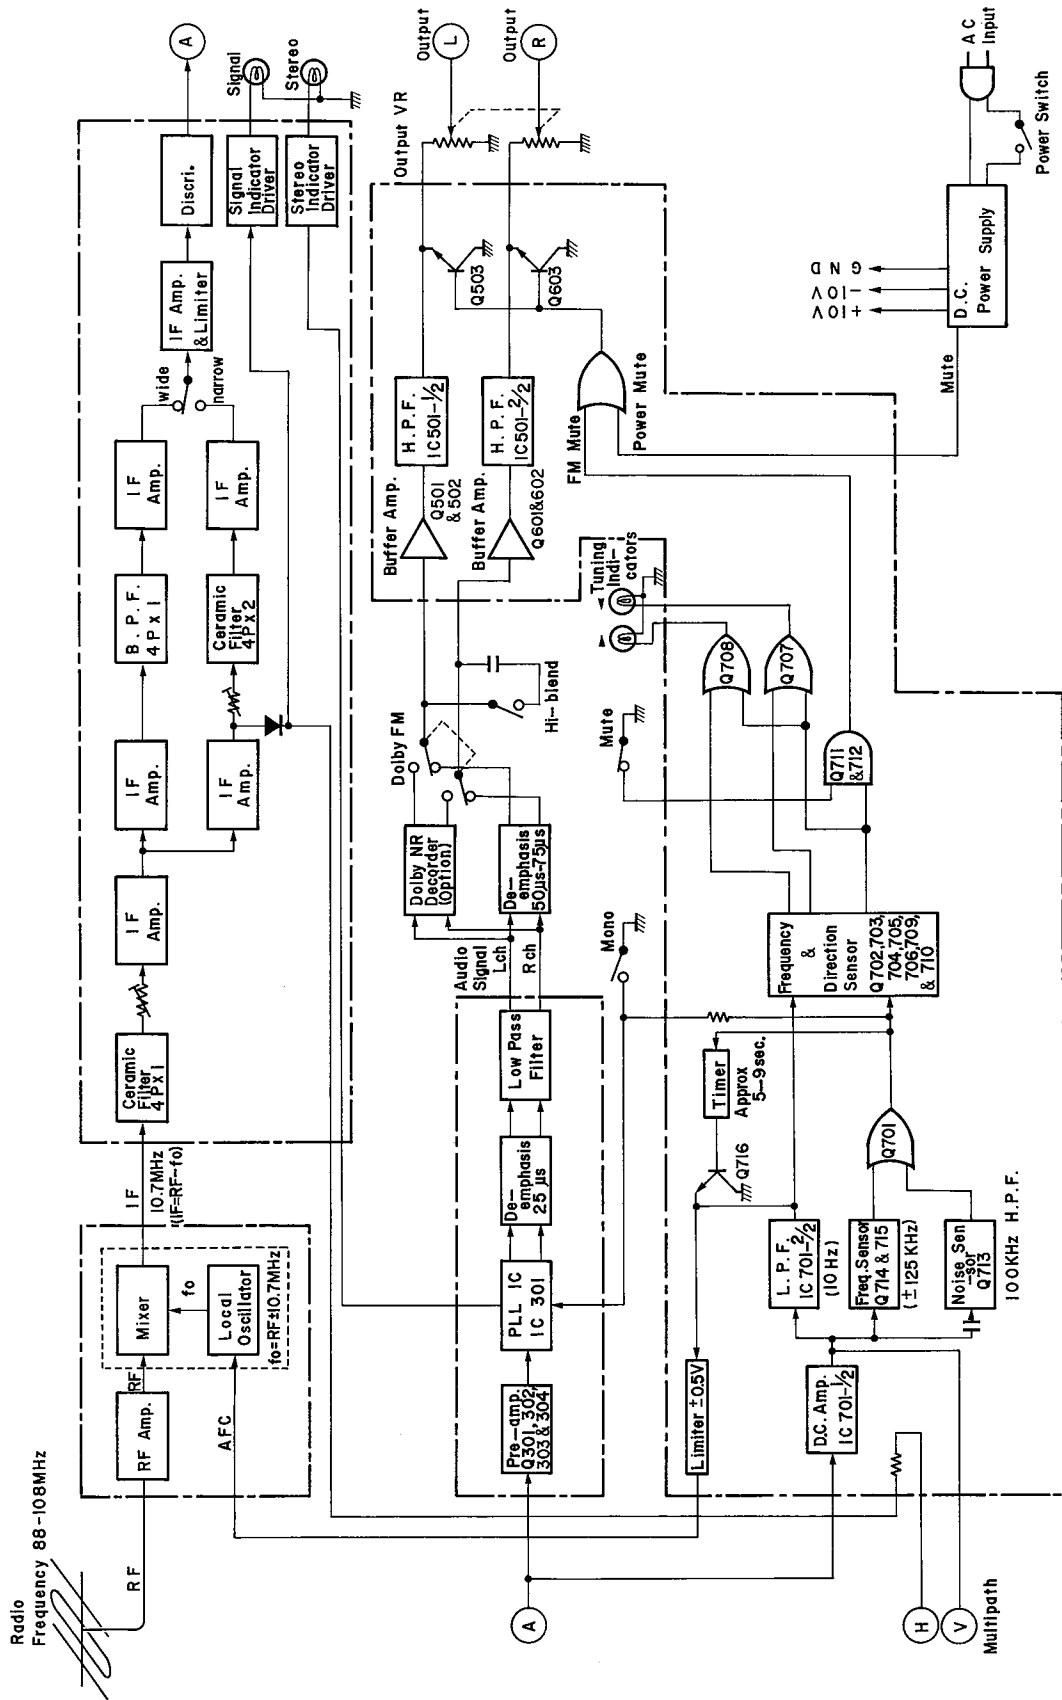 Radio
Frequency 88-108MHz
RF
RF Amp.
RF
Mixer
fo
Local
Oscillator
fo=RF±10.7MHz
AFC
IF
10.7MHz
(IF=RF-fo)
Ceramic
Filter
4P x 1
IF
Amp.
IF
Amp.
B.P.F.
4P x 1
IF
Amp.
IF
Amp.
Ceramic
Filter
4P x 2
IF
Amp.
wide
narrow
IF Amp.
& Limiter
Discri.
A
Signal
Indicator
Driver
Signal
Stereo
Indicator
Driver
Stereo
A
Pre-amp.
Q301, 302,
303 & 304
PLL IC
IC 301
De-
emphasis
25 µs
Low Pass
Filter
Audio
Signal
Lch
Rch
Dolby NR
Decorder
(Option)
De-
emphasis
50µs-75µs
Dolby FM
Hi-blend
Buffer Amp.
Q501
& 502
H.P.F.
IC501-1/2
Buffer Amp.
Q601&602
H.P.F.
IC501-2/2
Q503
Q603
Output VR
Output
L
Output
R
FM Mute
Power Mute
Mono
Mute
Tuning
Indi-
cators
Limiter ±0.5V
D.C. Amp.
IC 701-1/2
L.P.F.
IC 701-2/2
(10 Hz)
Freq. Sensor
Q714 & 715
(±125 KHz)
Noise Sen
-sor
Q713
100KHz H.P.F.
Q716
Timer
Approx
5-9sec.
Q701
Frequency
&
Direction
Sensor
Q702,703,
704,705,
706,709,
& 710
Q708
Q707
Q711
&712
H
V
Multipath
Mute
D.C.
Power Supply
+10V
-10V
GND
AC
Input
Power Switch